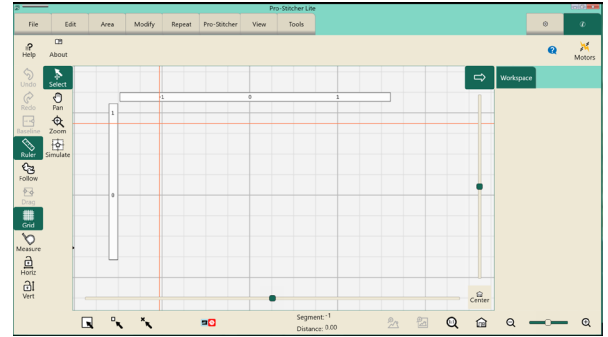 Pro-Stitcher Lite
File Edit Area Modify Repeat Pro-Stitcher View Tools
Help About Motors
Undo Select Workspace
Redo Pan
Baseline Zoom
Ruler Simulate
Follow
Drag
Grid
Measure
Horiz
Vert
-1 0 1
1
0
Center
Segment: -1
Distance: 0.00